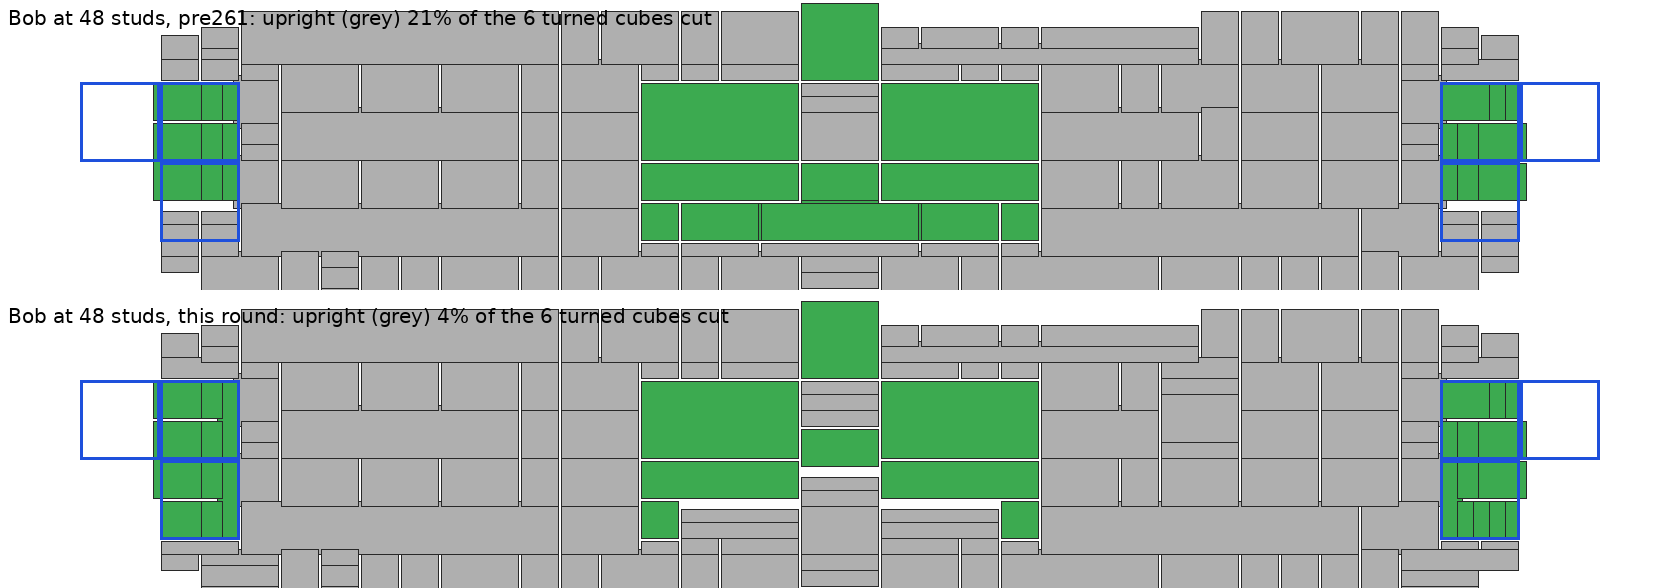 Bob at 48 studs, pre261: upright (grey) 21% of the 6 turned cubes cut
Bob at 48 studs, this round: upright (grey) 4% of the 6 turned cubes cut